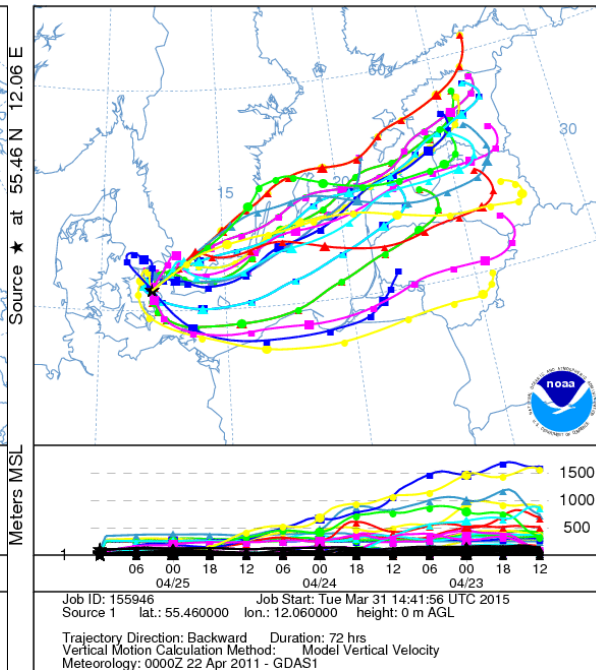 Source ★ at 55.46 N 12.06 E
60
30
10
15
20
25
55
noaa
Meters MSL
1500
1000
500
1
06 00 18 12 06 00 18 12 06 00 18 12
04/25 04/24 04/23
Job ID: 155946 Job Start: Tue Mar 31 14:41:56 UTC 2015
Source 1 lat.: 55.460000 lon.: 12.060000 height: 0 m AGL
Trajectory Direction: Backward Duration: 72 hrs
Vertical Motion Calculation Method: Model Vertical Velocity
Meteorology: 0000Z 22 Apr 2011 - GDAS1